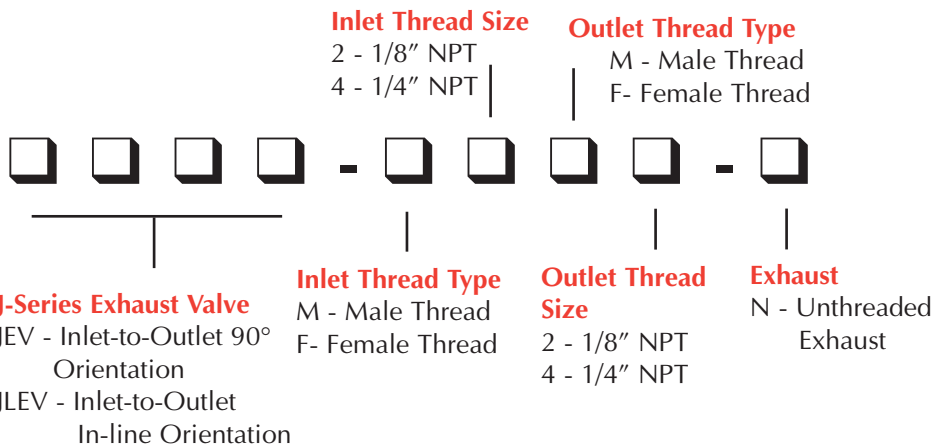 Inlet Thread Size
2 - 1/8″ NPT
4 - 1/4″ NPT
Outlet Thread Type
M - Male Thread
F- Female Thread
- -
J-Series Exhaust Valve
JEV - Inlet-to-Outlet 90°
Orientation
JLEV - Inlet-to-Outlet
In-line Orientation
Inlet Thread Type
M - Male Thread
F- Female Thread
Outlet Thread
Size
2 - 1/8″ NPT
4 - 1/4″ NPT
Exhaust
N - Unthreaded
Exhaust